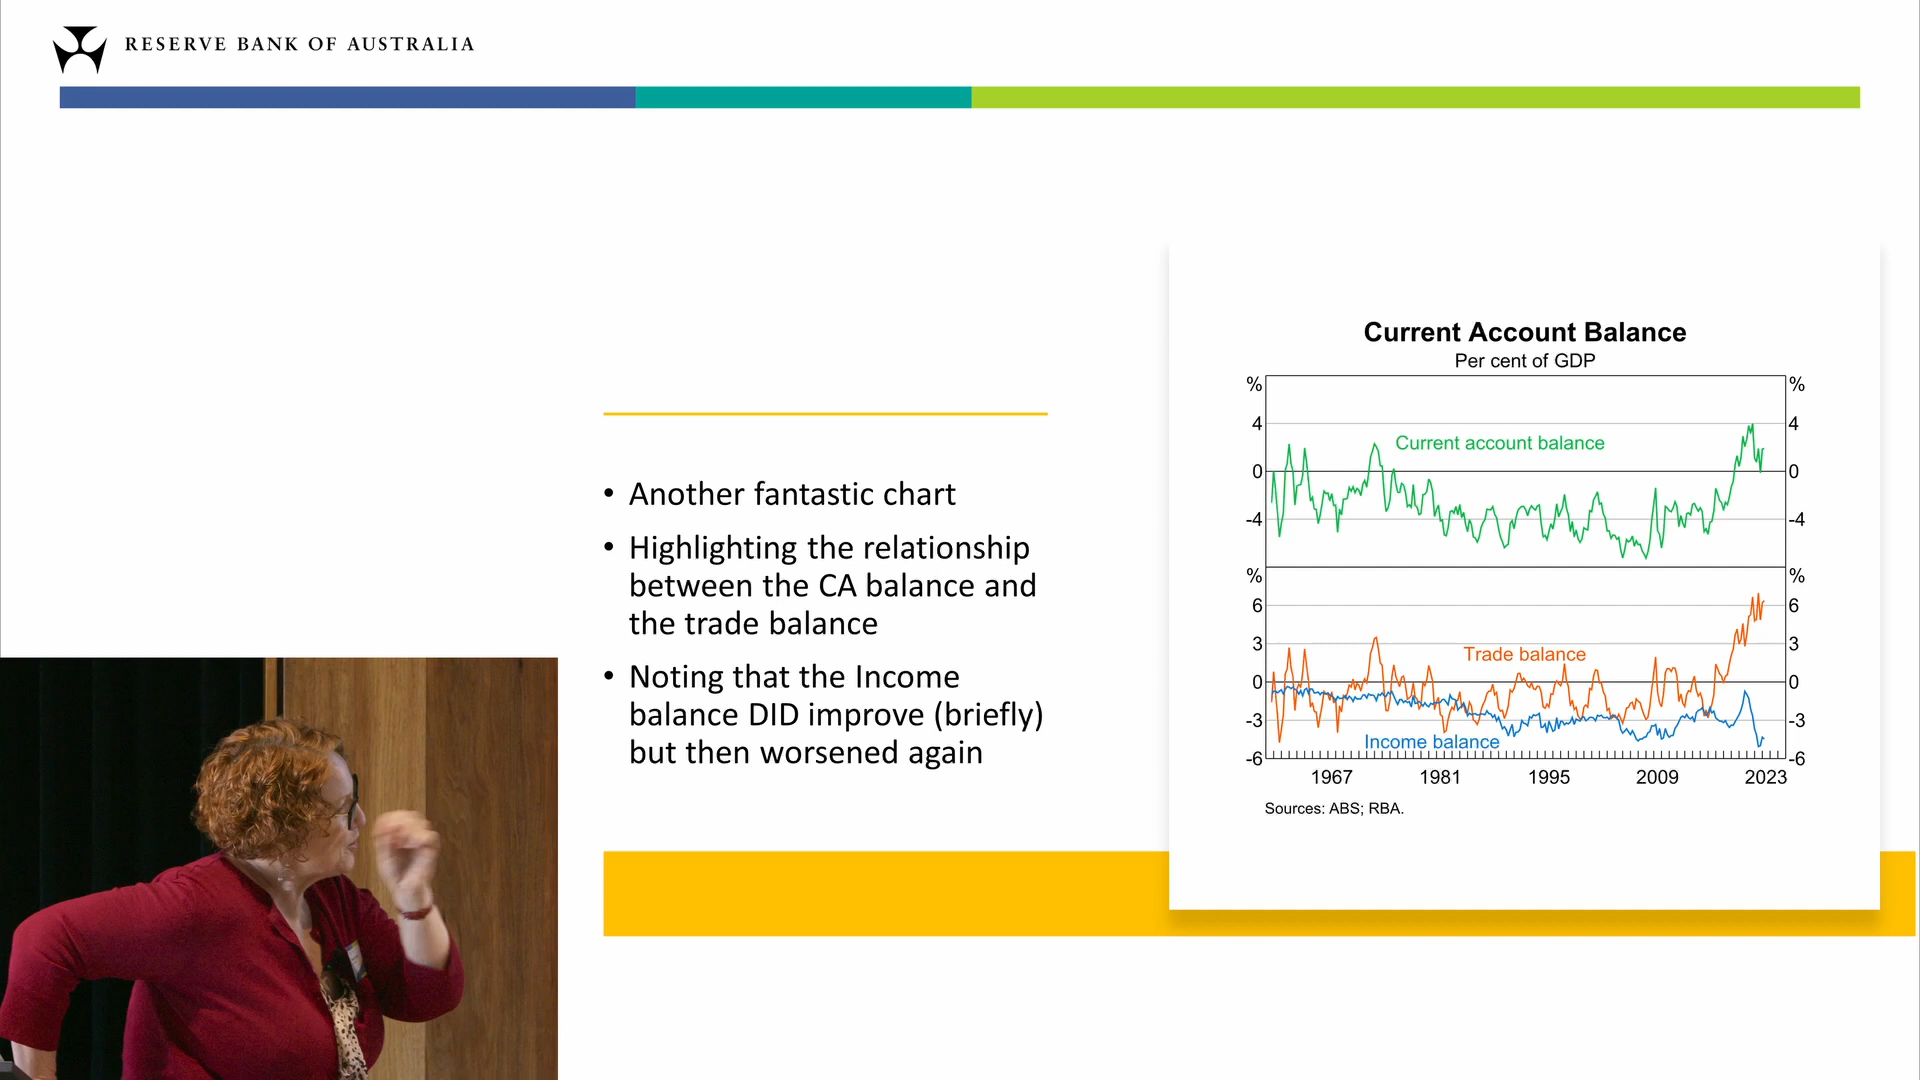 RESERVE BANK OF AUSTRALIA
• Another fantastic chart
• Highlighting the relationship
between the CA balance and
the trade balance
• Noting that the Income
balance DID improve (briefly)
but then worsened again
Current Account Balance
Per cent of GDP
% %
4 4
Current account balance
0 0
-4 -4
% %
6 6
3 3
Trade balance
0 0
-3 -3
Income balance
-6 -6
1967 1981 1995 2009 2023
Sources: ABS; RBA.